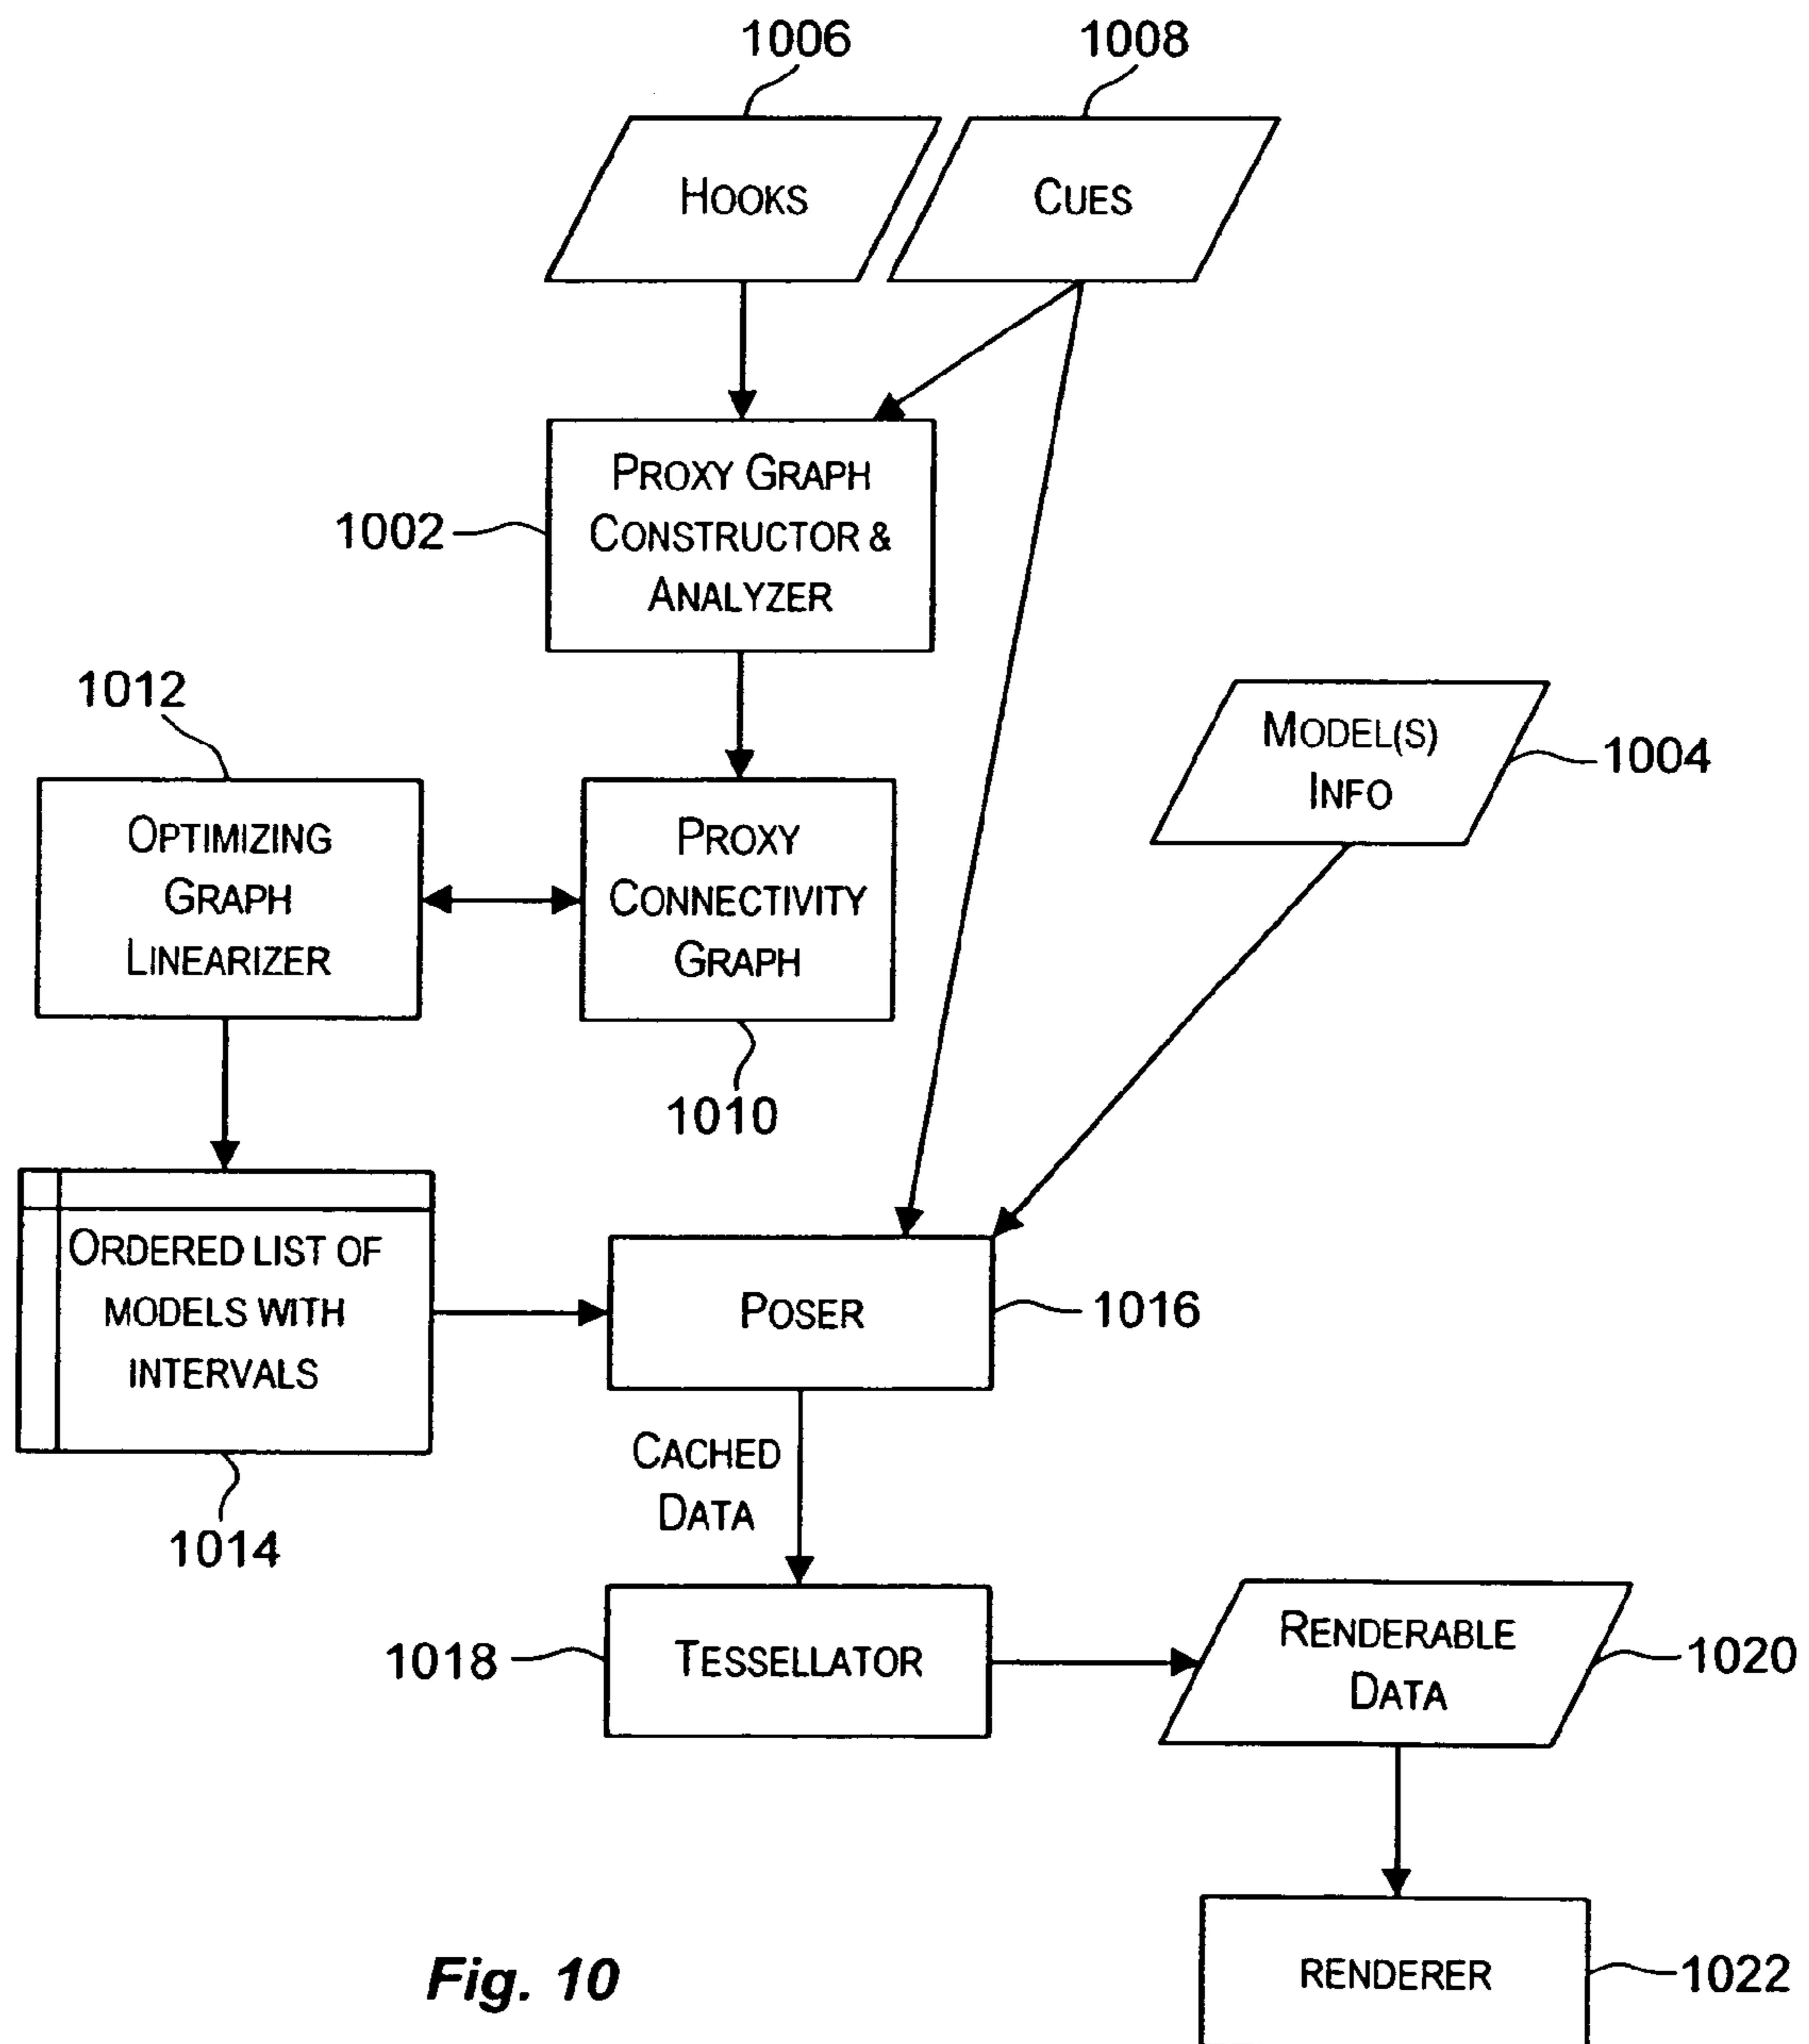 1006
1008
HOOKS
CUES
PROXY GRAPH
CONSTRUCTOR &
ANALYZER
1002
1012
MODEL(S)
INFO
1004
OPTIMIZING
GRAPH
LINEARIZER
PROXY
CONNECTIVITY
GRAPH
1010
ORDERED LIST OF
MODELS WITH
INTERVALS
1014
POSER
1016
CACHED
DATA
1018
TESSELLATOR
RENDERABLE
DATA
1020
RENDERER
1022
Fig. 10